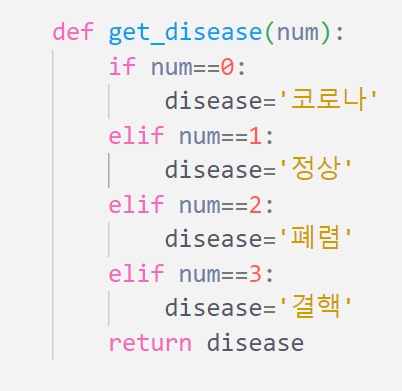 def get_disease(num):
    if num==0:
        disease='코로나'
    elif num==1:
        disease='정상'
    elif num==2:
        disease='폐렴'
    elif num==3:
        disease='결핵'
    return disease